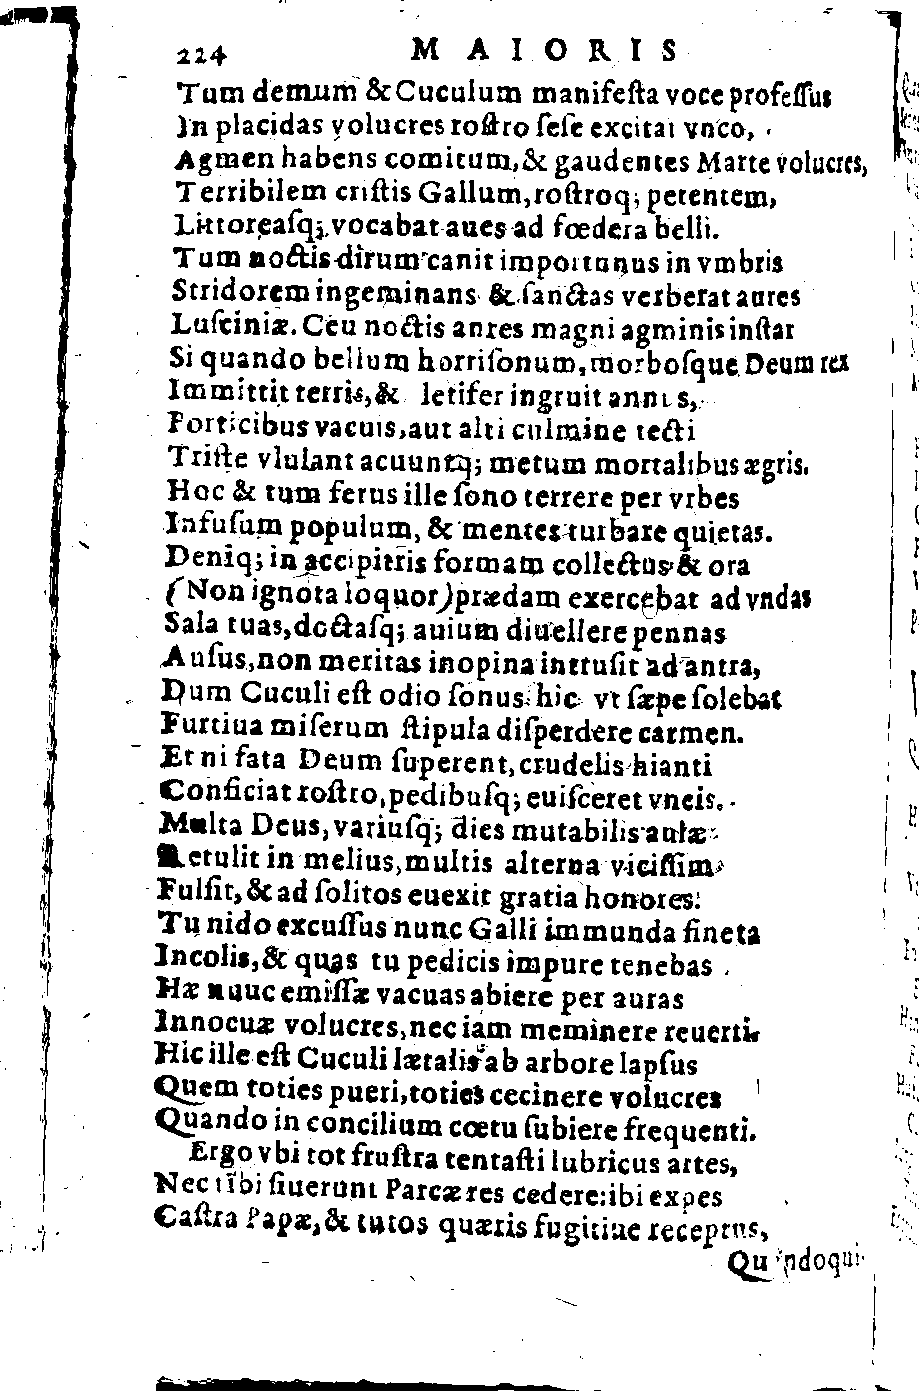 224 MAIORIS
Tum demum & Cuculum manifeſta voce profeſſus
In placidas volucres roſtro ſeſe excitat vnco,
Agmen habens comitum, & gaudentes Marte volucres,
Terribilem criſtis Gallum, roſtroq; petentem,
Littoreaſq; vocabat aues ad fœdera belli.
Tum noctis dirum canit importunus in vmbris
Stridorem ingeminans & ſanctas verberat aures
Luſciniæ. Ceu noctis antes magni agminis inſtar
Si quando bellum horriſonum, morboſque Deum rex
Immittit terris, & letifer ingruit annus,
Porticibus vacuis, aut alti culmine tecti
Triſte vlulant acuuntq; metum mortalibus ægris.
Hoc & tum ferus ille ſono terrere per vrbes
Infuſum populum, & mentes turbare quietas.
Deniq; in accipitris formam collectus & ora
(Non ignota loquor) prædam exercebat ad vndas
Sala tuas, doctaſq; auium diuellere pennas
Auſus, non meritas inopina intruſit ad antra,
Dum Cuculi eſt odio ſonus: hic vt ſæpe ſolebat
Furtiua miſerum ſtipula diſperdere carmen.
Et ni fata Deum ſuperent, crudelis hianti
Conficiat roſtro, pedibuſq; euiſceret vneis.
Multa Deus, variuſq; dies mutabilis aulæ
Retulit in melius, multis alterna viciſſim
Fulſit, & ad ſolitos euexit gratia honores:
Tu nido excuſſus nunc Galli immunda fineta
Incolis, & quas tu pedicis impure tenebas
Hæ nuuc emiſſæ vacuas abiere per auras
Innocuæ volucres, nec iam meminere reuerti.
Hic ille eſt Cuculi lætalis ab arbore lapſus
Quem toties pueri, toties cecinere volucres
Quando in concilium cœtu ſubiere frequenti.
Ergo vbi tot fruſtra tentaſti lubricus artes,
Nec tibi ſiuerunt Parcæ res cedere: ibi expes
Caſtra Papæ, & tutos quæris fugitiue receptus,
Quandoqui